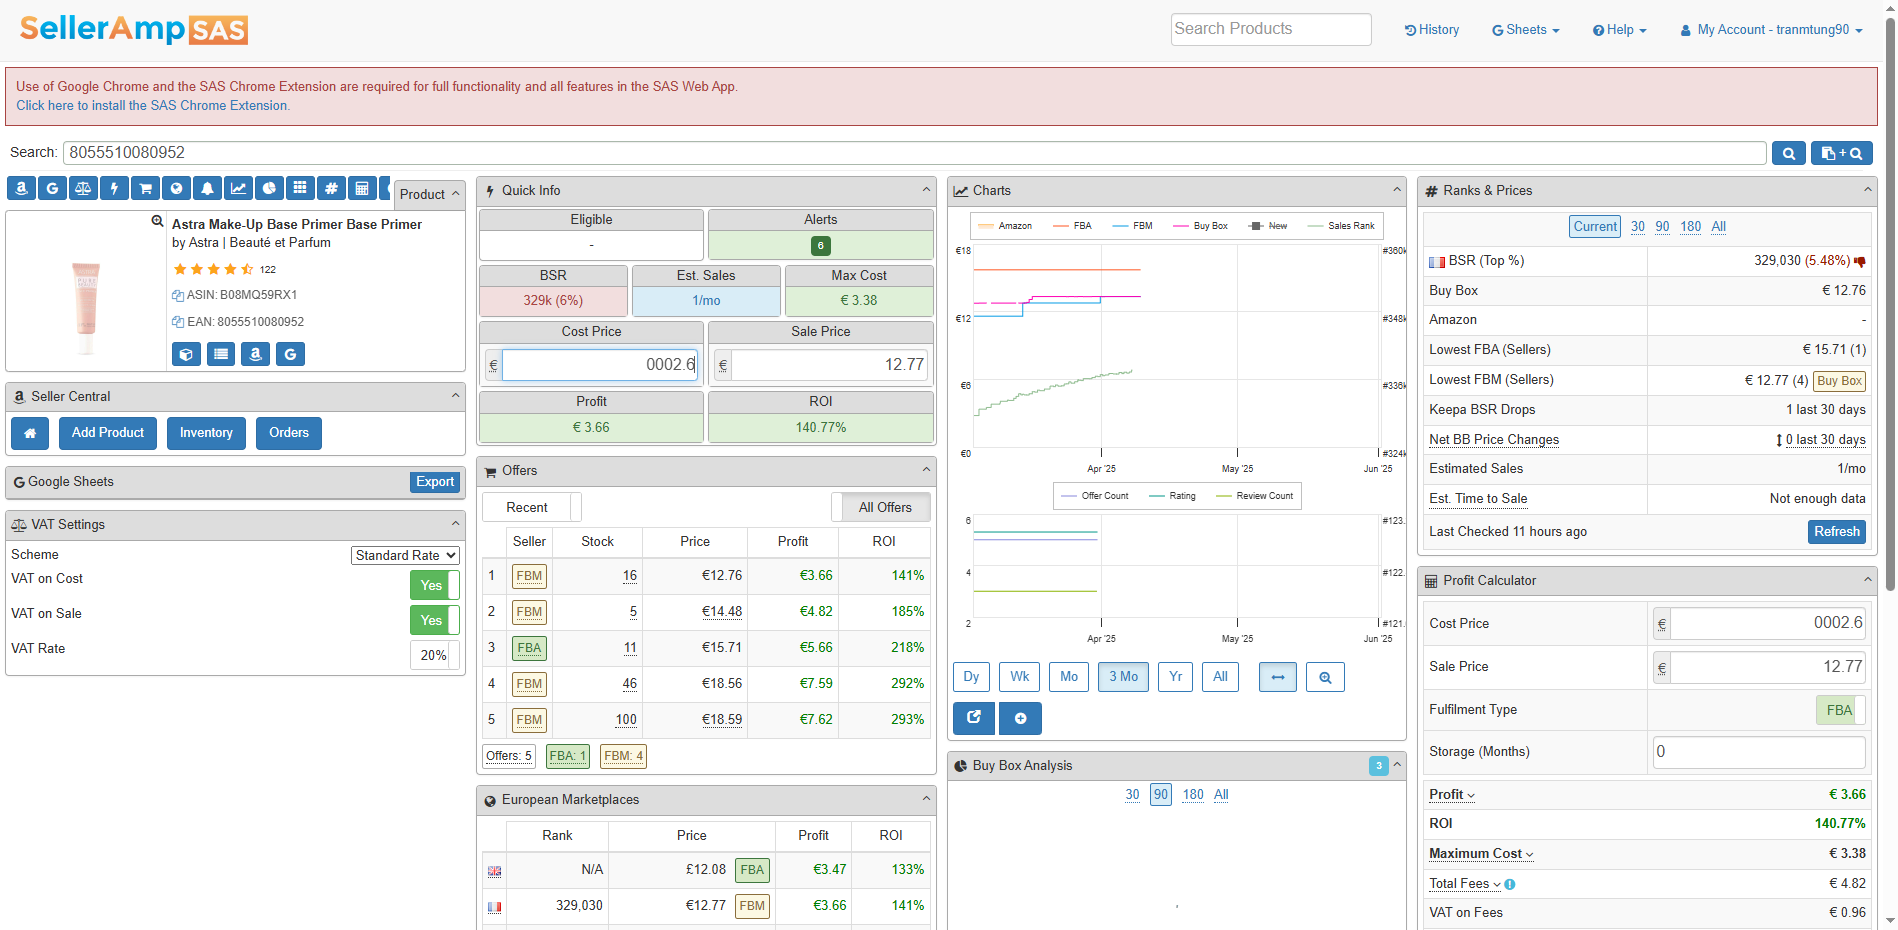 SellerAmp SAS
Search Products
History
G Sheets
Help
My Account - tranmtung90
Use of Google Chrome and the SAS Chrome Extension are required for full functionality and all features in the SAS Web App.
Click here to install the SAS Chrome Extension.
Search: 8055510080952
Product
Astra Make-Up Base Primer Base Primer
by Astra | Beauté et Parfum
122
ASIN: B08MQ59RX1
EAN: 8055510080952
Seller Central
Add Product
Inventory
Orders
Google Sheets
Export
VAT Settings
Scheme Standard Rate
VAT on Cost Yes
VAT on Sale Yes
VAT Rate 20%
Quick Info
Eligible Alerts
- 6
BSR Est. Sales Max Cost
329k (6%) 1/mo € 3.38
Cost Price Sale Price
€ 0002.6 € 12.77
Profit ROI
€ 3.66 140.77%
Offers
Recent All Offers
Seller Stock Price Profit ROI
1 FBM 16 €12.76 €3.66 141%
2 FBM 5 €14.48 €4.82 185%
3 FBA 11 €15.71 €5.66 218%
4 FBM 46 €18.56 €7.59 292%
5 FBM 100 €18.59 €7.62 293%
Offers: 5 FBA: 1 FBM: 4
European Marketplaces
Rank Price Profit ROI
N/A £12.08 FBA €3.47 133%
329,030 €12.77 FBM €3.66 141%
Charts
Amazon FBA FBM Buy Box New Sales Rank
€18 #360k
€12 #348k
€6 #336k
€0 #324k
Apr '25 May '25 Jun '25
Offer Count Rating Review Count
6 #123.
4 #122.
2 #121.
Apr '25 May '25 Jun '25
Dy Wk Mo 3 Mo Yr All
Buy Box Analysis 3
30 90 180 All
Ranks & Prices
Current 30 90 180 All
BSR (Top %) 329,030 (5.48%)
Buy Box € 12.76
Amazon -
Lowest FBA (Sellers) € 15.71 (1)
Lowest FBM (Sellers) € 12.77 (4) Buy Box
Keepa BSR Drops 1 last 30 days
Net BB Price Changes 0 last 30 days
Estimated Sales 1/mo
Est. Time to Sale Not enough data
Last Checked 11 hours ago Refresh
Profit Calculator
Cost Price € 0002.6
Sale Price € 12.77
Fulfilment Type FBA
Storage (Months) 0
Profit € 3.66
ROI 140.77%
Maximum Cost € 3.38
Total Fees € 4.82
VAT on Fees € 0.96